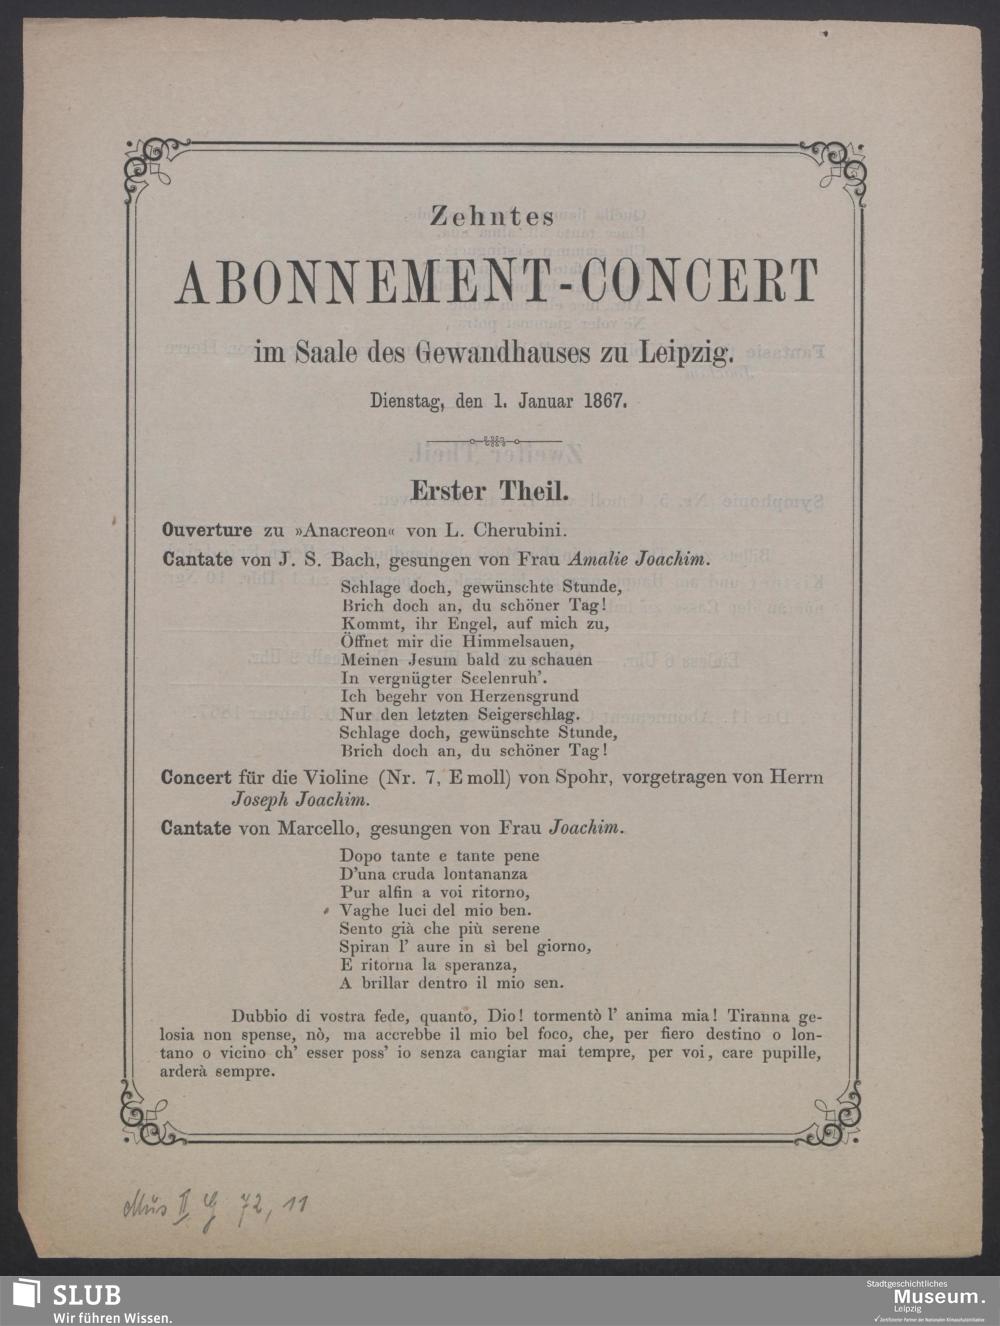 Zehntes
ABONNEMENT-CONCERT
im Saale des Gewandhauses zu Leipzig.
Dienstag, den 1. Januar 1867.
Erster Theil.
Ouverture zu »Anacreon« von L. Cherubini.
Cantate von J. S. Bach, gesungen von Frau Amalie Joachim.
Schlage doch, gewünschte Stunde,
Brich doch an, du schöner Tag!
Kommt, ihr Engel, auf mich zu,
Öffnet mir die Himmelsauen,
Meinen Jesum bald zu schauen
In vergnügter Seelenruh'.
Ich begehr von Herzensgrund
Nur den letzten Seigerschlag.
Schlage doch, gewünschte Stunde,
Brich doch an, du schöner Tag!
Concert für die Violine (Nr. 7, E moll) von Spohr, vorgetragen von Herrn
Joseph Joachim.
Cantate von Marcello, gesungen von Frau Joachim.
Dopo tante e tante pene
D'una cruda lontananza
Pur alfin a voi ritorno,
Vaghe luci del mio ben.
Sento già che più serene
Spiran l' aure in sì bel giorno,
E ritorna la speranza,
A brillar dentro il mio sen.
Dubbio di vostra fede, quanto, Dio! tormentò l' anima mia! Tiranna ge-
losia non spense, nò, ma accrebbe il mio bel foco, che, per fiero destino o lon-
tano o vicino ch' esser poss' io senza cangiar mai tempre, per voi, care pupille,
arderà sempre.
Mus II G 72, 11
SLUB
Wir führen Wissen.
Stadtgeschichtliches
Museum.
Leipzig
Zertifizierter Partner der Nationalen Klimaschutzinitiative